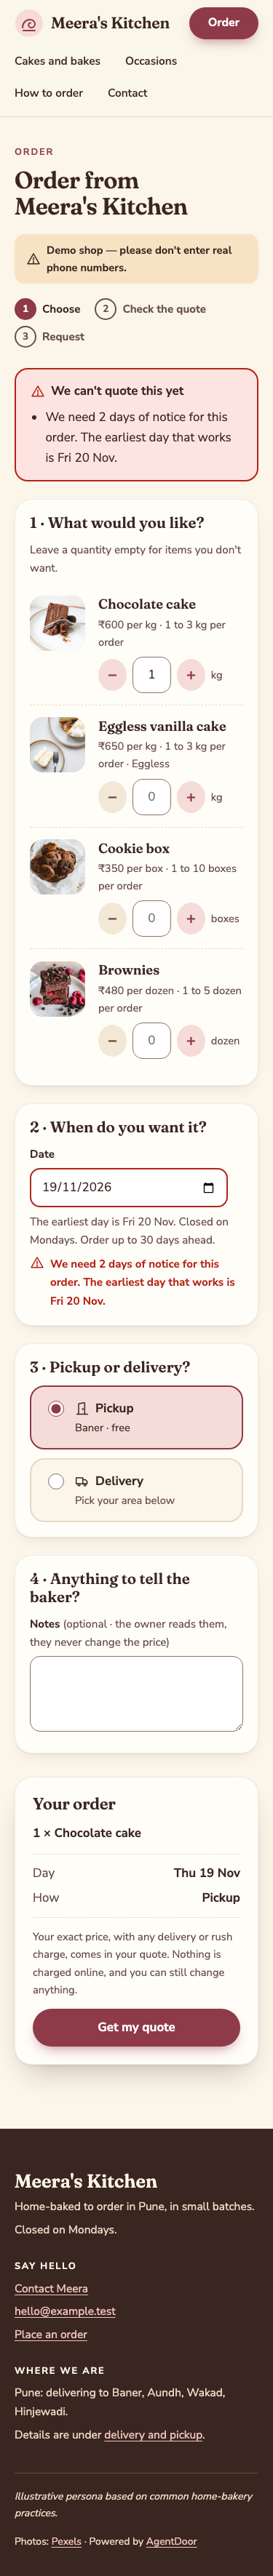 Meera's Kitchen
Order
Cakes and bakes
Occasions
How to order
Contact
ORDER
Order from
Meera's Kitchen
Demo shop — please don't enter real
phone numbers.
1 Choose
2 Check the quote
3 Request
We can't quote this yet
We need 2 days of notice for this
order. The earliest day that works
is Fri 20 Nov.
1 · What would you like?
Leave a quantity empty for items you don't
want.
Chocolate cake
₹600 per kg · 1 to 3 kg per
order
− 1 + kg
Eggless vanilla cake
₹650 per kg · 1 to 3 kg per
order · Eggless
− 0 + kg
Cookie box
₹350 per box · 1 to 10 boxes
per order
− 0 + boxes
Brownies
₹480 per dozen · 1 to 5 dozen
per order
− 0 + dozen
2 · When do you want it?
Date
19/11/2026
The earliest day is Fri 20 Nov. Closed on
Mondays. Order up to 30 days ahead.
We need 2 days of notice for this
order. The earliest day that works is
Fri 20 Nov.
3 · Pickup or delivery?
Pickup
Baner · free
Delivery
Pick your area below
4 · Anything to tell the
baker?
Notes (optional · the owner reads them,
they never change the price)
Your order
1 × Chocolate cake
Day Thu 19 Nov
How Pickup
Your exact price, with any delivery or rush
charge, comes in your quote. Nothing is
charged online, and you can still change
anything.
Get my quote
Meera's Kitchen
Home-baked to order in Pune, in small batches.
Closed on Mondays.
SAY HELLO
Contact Meera
hello@example.test
Place an order
WHERE WE ARE
Pune: delivering to Baner, Aundh, Wakad,
Hinjewadi.
Details are under delivery and pickup.
Illustrative persona based on common home-bakery
practices.
Photos: Pexels · Powered by AgentDoor